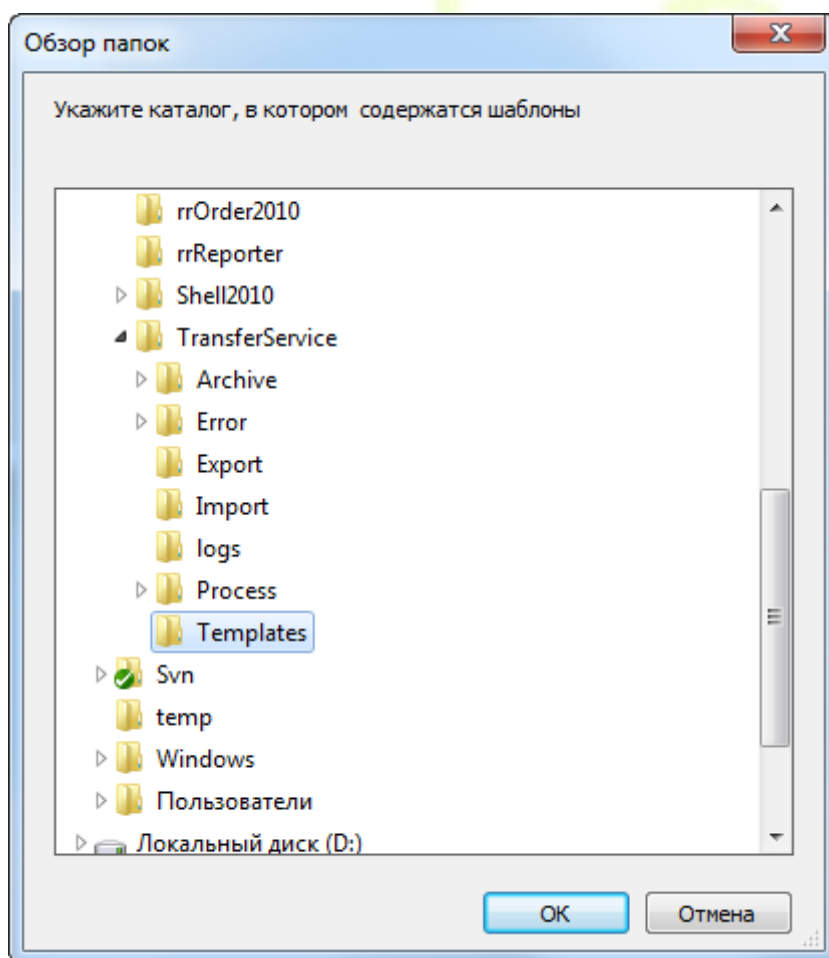 Обзор папок
Укажите каталог, в котором содержатся шаблоны
rrOrder2010
rrReporter
Shell2010
TransferService
Archive
Error
Export
Import
logs
Process
Templates
Svn
temp
Windows
Пользователи
Локальный диск (D:)
ОК
Отмена